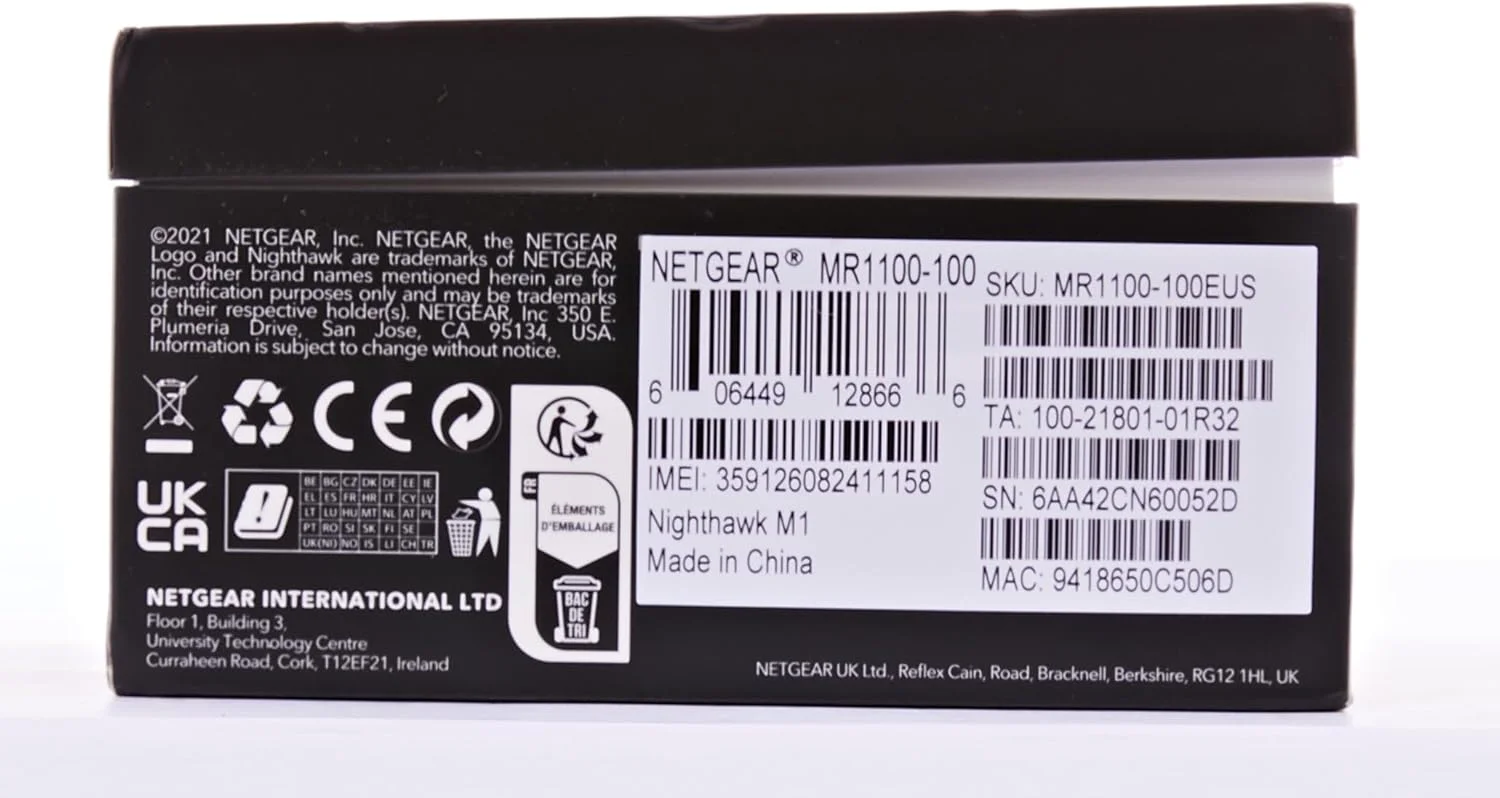 ©2021 NETGEAR, Inc. NETGEAR, the NETGEAR
Logo and Nighthawk are trademarks of NETGEAR,
Inc. Other brand names mentioned herein are for
identification purposes only and may be trademarks
of their respective holder(s). NETGEAR, Inc 350 E.
Plumeria Drive, San Jose, CA 95134, USA.
Information is subject to change without notice.
CE
UK
CA
BE BG CZ DK DE EE IE
EL ES FR HR IT CY LV
LT LU HU MT NL AT PL
PT RO SI SK FI SE
UK(NI) NO IS LI CH TR
FR
ÉLÉMENTS
D'EMBALLAGE
BAC
DE
TRI
NETGEAR INTERNATIONAL LTD
Floor 1, Building 3,
University Technology Centre
Curraheen Road, Cork, T12EF21, Ireland
NETGEAR® MR1100-100
6 06449 12866 6
IMEI: 359126082411158
Nighthawk M1
Made in China
SKU: MR1100-100EUS
TA: 100-21801-01R32
SN: 6AA42CN60052D
MAC: 9418650C506D
NETGEAR UK Ltd., Reflex Cain, Road, Bracknell, Berkshire, RG12 1HL, UK